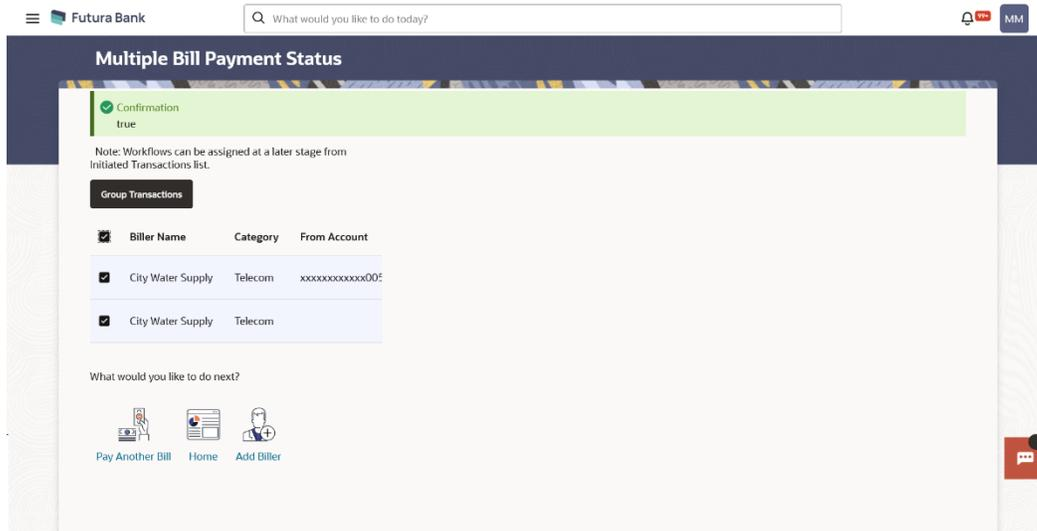 Futura Bank
What would you like to do today?
99+
MM
Multiple Bill Payment Status
Confirmation
true
Note: Workflows can be assigned at a later stage from
Initiated Transactions list.
Group Transactions
Biller Name Category From Account
City Water Supply Telecom xxxxxxxxxxxx005
City Water Supply Telecom
What would you like to do next?
Pay Another Bill Home Add Biller